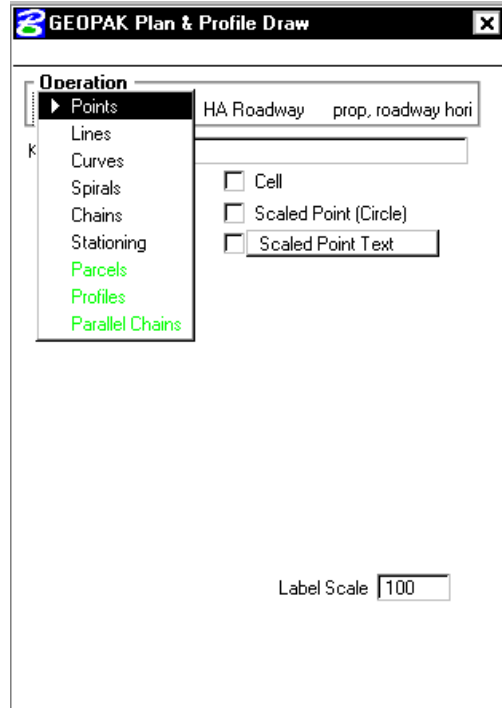 GEOPAK Plan & Profile Draw
Operation
Points
HA Roadway prop, roadway hori
K
Lines
Curves
Cell
Spirals
Chains
Scaled Point (Circle)
Stationing
Scaled Point Text
Parcels
Profiles
Parallel Chains
Label Scale 100